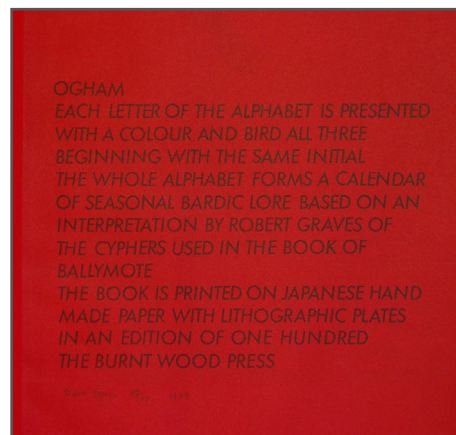 OGHAM
EACH LETTER OF THE ALPHABET IS PRESENTED
WITH A COLOUR AND BIRD ALL THREE
BEGINNING WITH THE SAME INITIAL
THE WHOLE ALPHABET FORMS A CALENDAR
OF SEASONAL BARDIC LORE BASED ON AN
INTERPRETATION BY ROBERT GRAVES OF
THE CYPHERS USED IN THE BOOK OF
BALLYMOTE
THE BOOK IS PRINTED ON JAPANESE HAND
MADE PAPER WITH LITHOGRAPHIC PLATES
IN AN EDITION OF ONE HUNDRED
THE BURNT WOOD PRESS